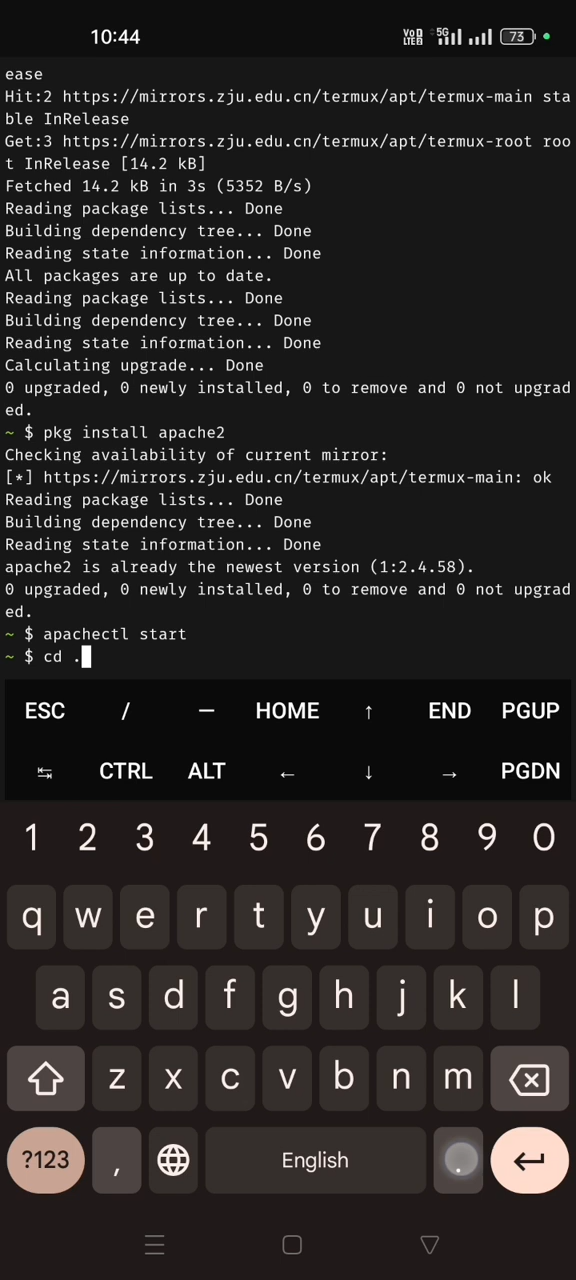 10:44
VoD LTED 5G 73
ease
Hit:2 https://mirrors.zju.edu.cn/termux/apt/termux-main sta
ble InRelease
Get:3 https://mirrors.zju.edu.cn/termux/apt/termux-root roo
t InRelease [14.2 kB]
Fetched 14.2 kB in 3s (5352 B/s)
Reading package lists... Done
Building dependency tree... Done
Reading state information... Done
All packages are up to date.
Reading package lists... Done
Building dependency tree... Done
Reading state information... Done
Calculating upgrade... Done
0 upgraded, 0 newly installed, 0 to remove and 0 not upgrad
ed.
~ $ pkg install apache2
Checking availability of current mirror:
[*] https://mirrors.zju.edu.cn/termux/apt/termux-main: ok
Reading package lists... Done
Building dependency tree... Done
Reading state information... Done
apache2 is already the newest version (1:2.4.58).
0 upgraded, 0 newly installed, 0 to remove and 0 not upgrad
ed.
~ $ apachectl start
~ $ cd .
ESC / — HOME ↑ END PGUP
↹ CTRL ALT ← ↓ → PGDN
1 2 3 4 5 6 7 8 9 0
q w e r t y u i o p
a s d f g h j k l
z x c v b n m
?123 , English .